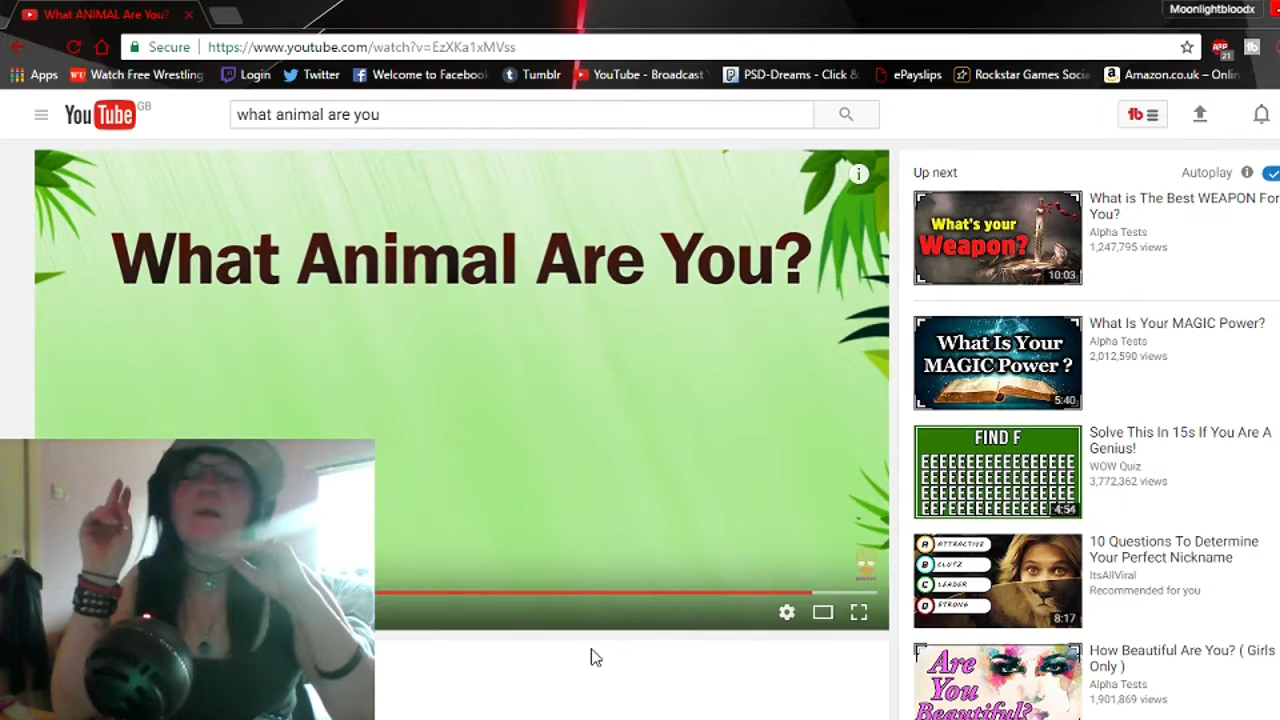 What ANIMAL Are You?
Moonlightbloodx
Secure
https://www.youtube.com/watch?v=EzXKa1xMVss
ABP
21
tb
Apps
Watch Free Wrestling
Login
Twitter
Welcome to Facebook
Tumblr
YouTube - Broadcast
PSD-Dreams - Click &
ePayslips
Rockstar Games Socia
Amazon.co.uk – Onlin
YouTube GB
what animal are you
tb
What Animal Are You?
i
Up next
Autoplay
What's your
Weapon?
10:03
What is The Best WEAPON For
You?
Alpha Tests
1,247,795 views
What Is Your
MAGIC Power ?
5:40
What Is Your MAGIC Power?
Alpha Tests
2,012,590 views
FIND F
4:54
Solve This In 15s If You Are A
Genius!
WOW Quiz
3,772,362 views
A ATTRACTIVE
B CLUTZ
C LEADER
D STRONG
8:17
10 Questions To Determine
Your Perfect Nickname
ItsAllViral
Recommended for you
Are
You
Beautiful?
How Beautiful Are You? ( Girls
Only )
Alpha Tests
1,901,869 views